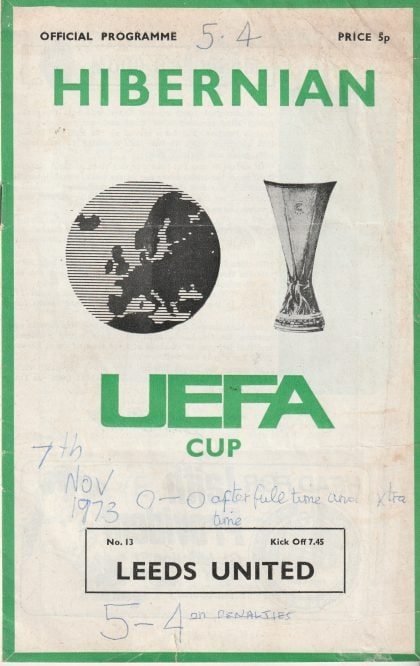 OFFICIAL PROGRAMME 5.4 PRICE 5p
HIBERNIAN
UEFA
CUP
7th
NOV
1973
0-0 after full time and xtra
time
No. 13 Kick Off 7.45
LEEDS UNITED
5-4 on PENALTIES